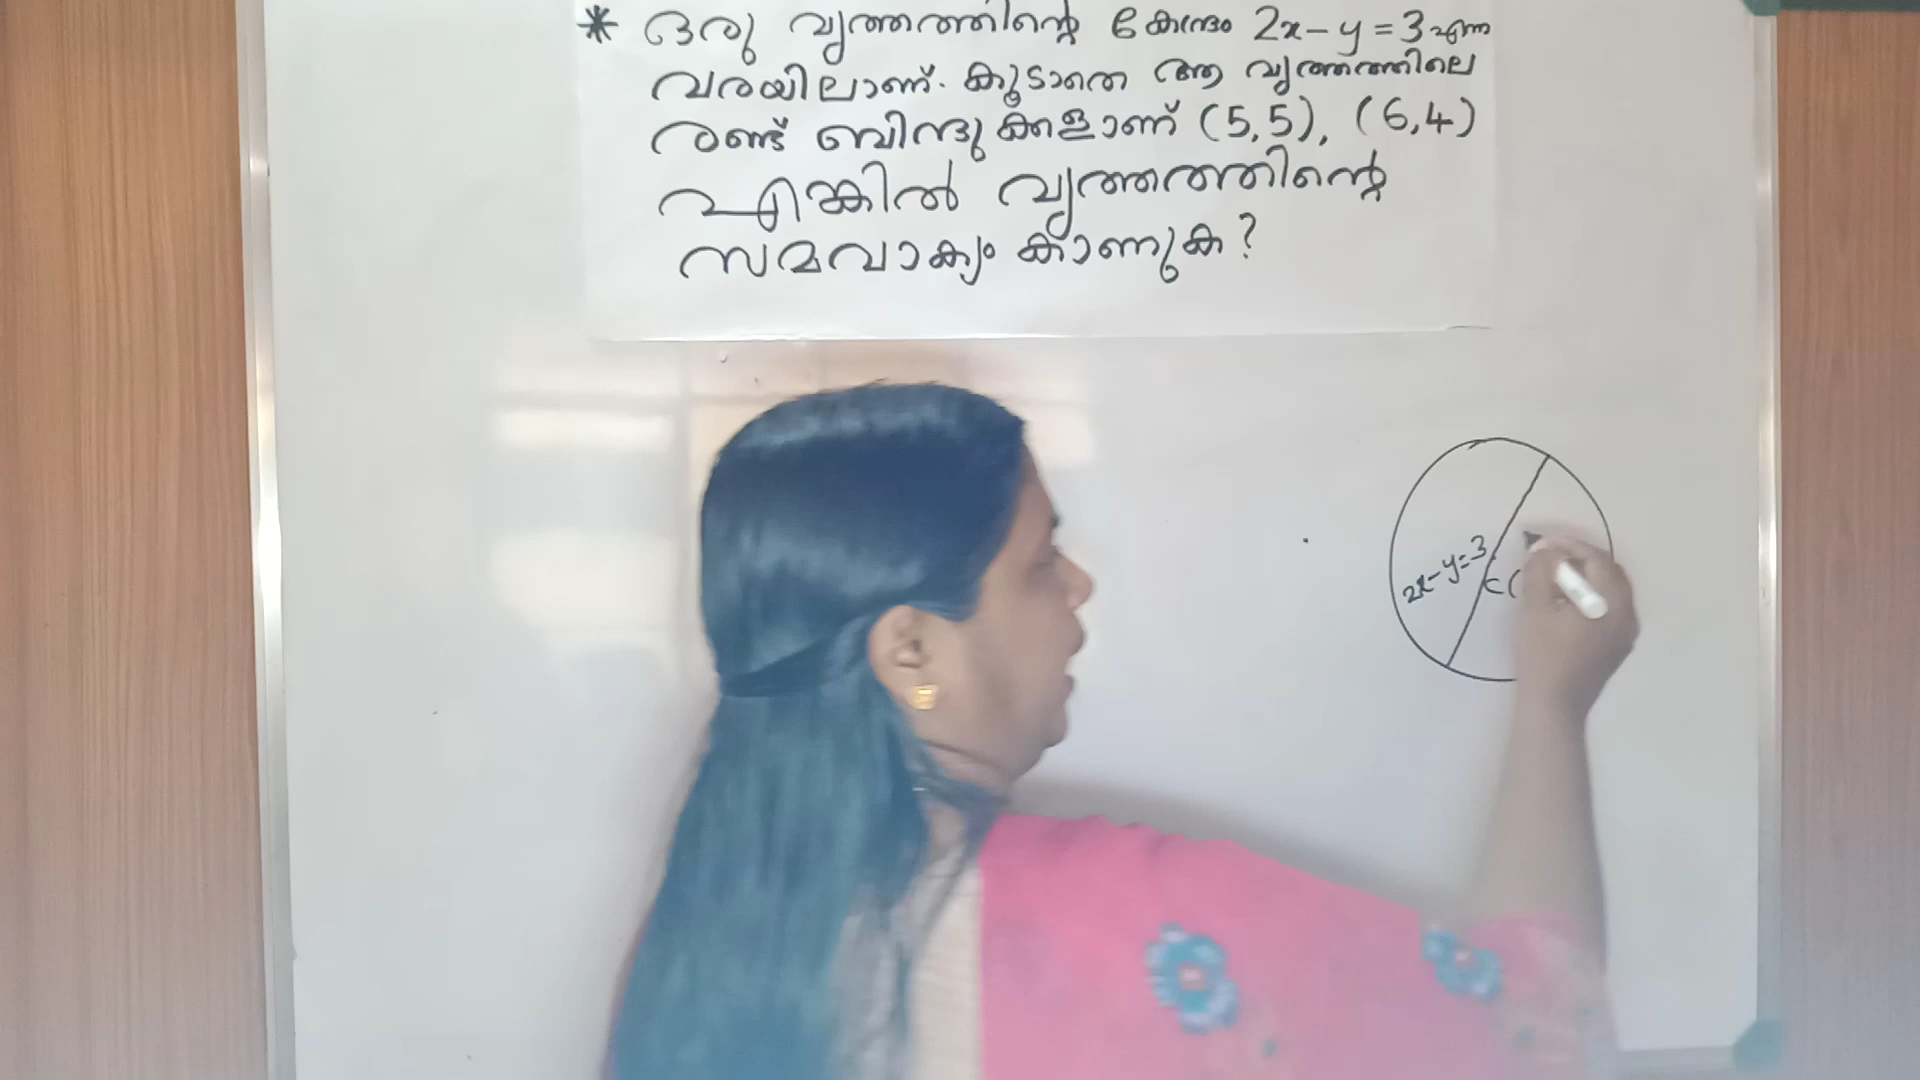 * ഒരു വൃത്തത്തിന്റെ കേന്ദ്രം 2x-y=3 എന്ന
വരയിലാണ്. കൂടാതെ ആ വൃത്തത്തിലെ
രണ്ട് ബിന്ദുക്കളാണ് (5,5), (6,4)
എങ്കിൽ വൃത്തത്തിന്റെ
സമവാക്യം കാണുക?
2x-y=3
C(